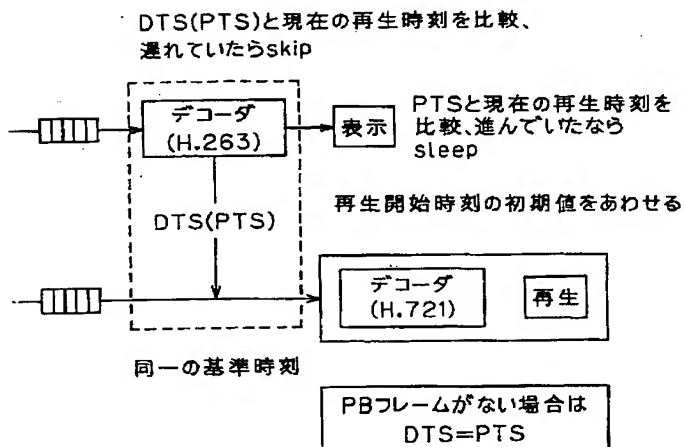 DTS(PTS)と現在の再生時刻を比較、
遅れていたらskip
デコーダ
(H.263)
表示
PTSと現在の再生時刻を
比較、進んでいたなら
sleep
DTS(PTS)
再生開始時刻の初期値をあわせる
デコーダ
(H.721)
再生
同一の基準時刻
PBフレームがない場合は
DTS=PTS